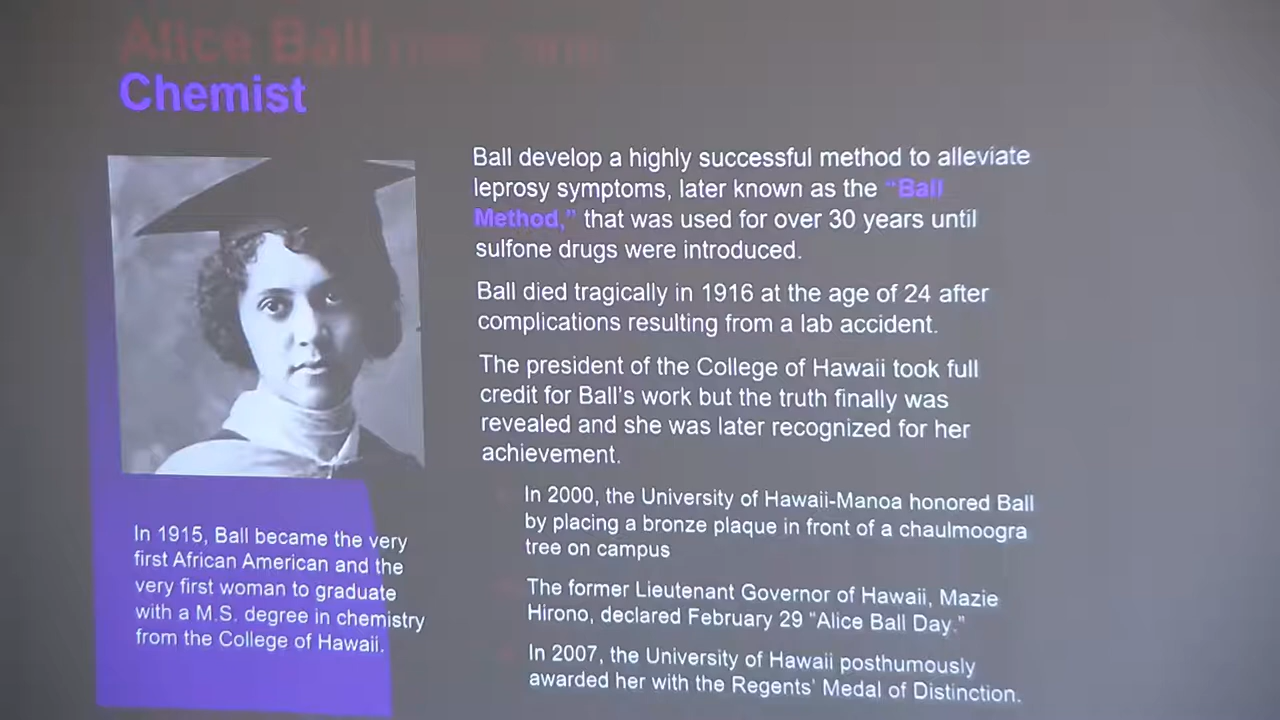 Alice Ball
Chemist
Ball develop a highly successful method to alleviate
leprosy symptoms, later known as the "Ball
Method," that was used for over 30 years until
sulfone drugs were introduced.
Ball died tragically in 1916 at the age of 24 after
complications resulting from a lab accident.
The president of the College of Hawaii took full
credit for Ball's work but the truth finally was
revealed and she was later recognized for her
achievement.
In 2000, the University of Hawaii-Manoa honored Ball
by placing a bronze plaque in front of a chaulmoogra
tree on campus
The former Lieutenant Governor of Hawaii, Mazie
Hirono, declared February 29 "Alice Ball Day."
In 2007, the University of Hawaii posthumously
awarded her with the Regents' Medal of Distinction.
In 1915, Ball became the very
first African American and the
very first woman to graduate
with a M.S. degree in chemistry
from the College of Hawaii.